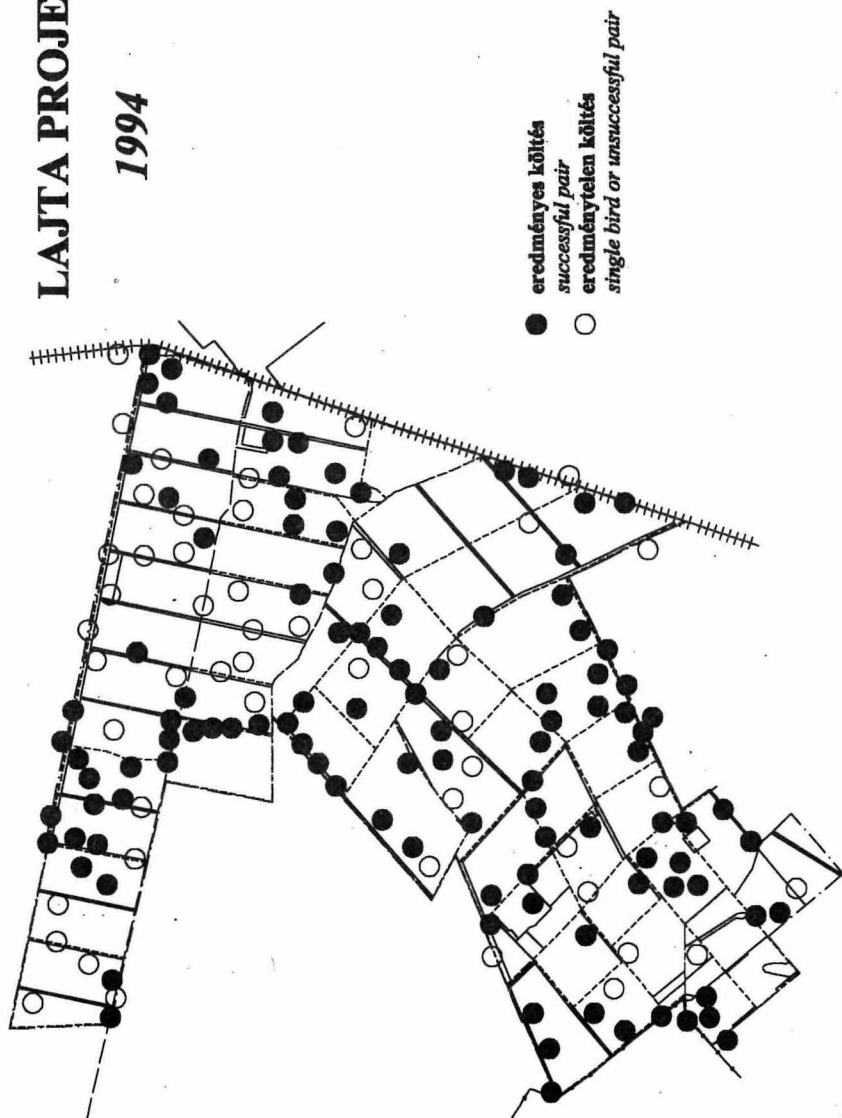 LAJTA PROJE
1994
eredményes költés
successful pair
eredménytelen költés
single bird or unsuccessful pair